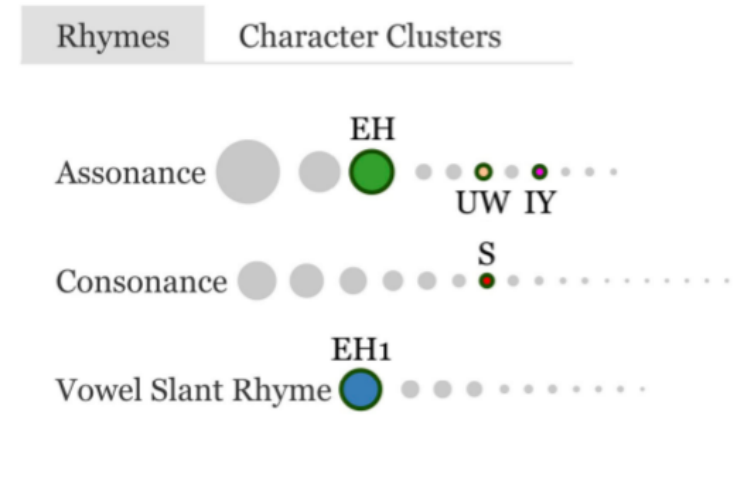 Rhymes Character Clusters
EH
Assonance
UW IY
S
Consonance
EH1
Vowel Slant Rhyme